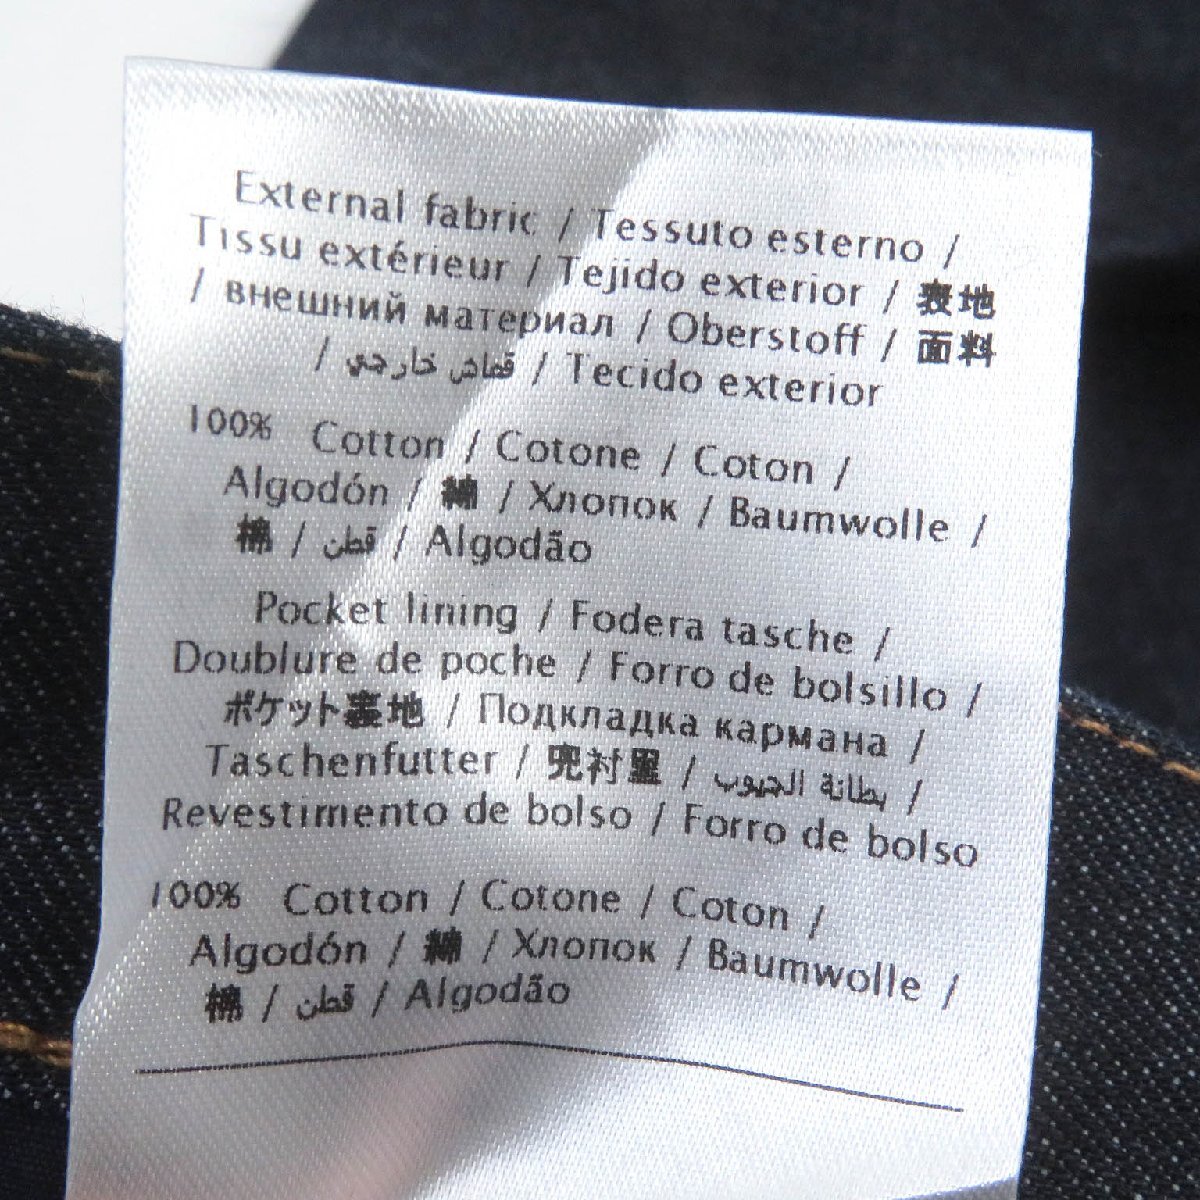 External fabric / Tessuto esterno /
Tissu extérieur / Tejido exterior / 表地
/ внешний материал / Oberstoff / 面料
/ قماش خارجي / Tecido exterior
100% Cotton / Cotone / Coton /
Algodón / 綿 / Хлопок / Baumwolle /
棉 / قطن / Algodão
Pocket lining / Fodera tasche /
Doublure de poche / Forro de bolsillo /
ポケット裏地 / Подкладка кармана /
Taschenfutter / 兜衬里 / بطانة الجيوب /
Revestimento de bolso / Forro de bolso
100% Cotton / Cotone / Coton /
Algodón / 綿 / Хлопок / Baumwolle /
棉 / قطن / Algodão